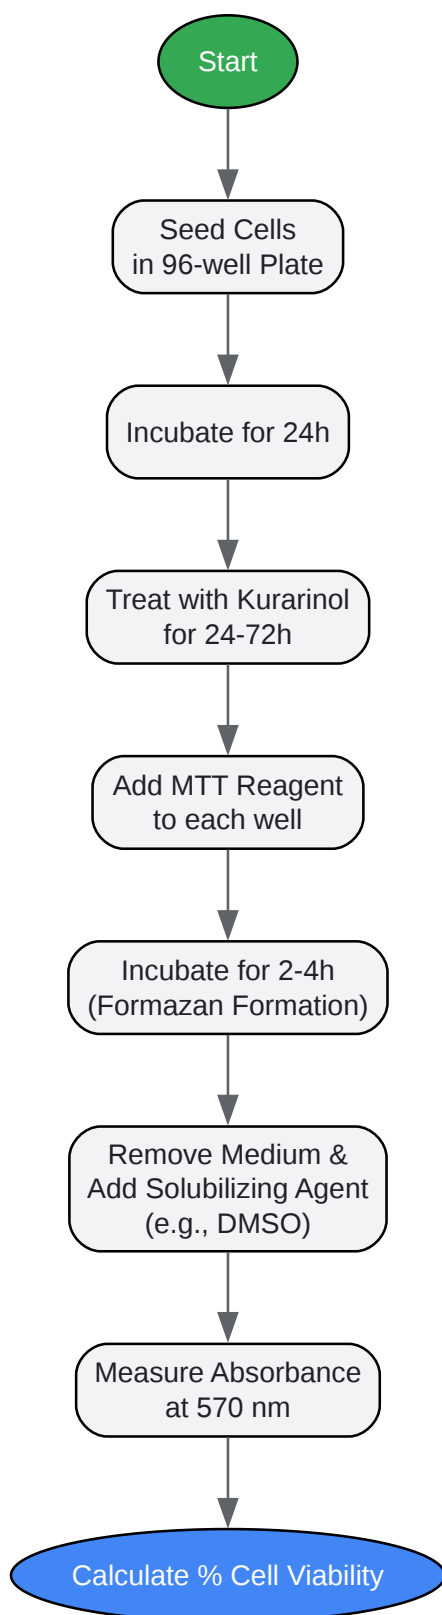 Start
Seed Cells
in 96-well Plate
Incubate for 24h
Treat with Kurarinol
for 24-72h
Add MTT Reagent
to each well
Incubate for 2-4h
(Formazan Formation)
Remove Medium &
Add Solubilizing Agent
(e.g., DMSO)
Measure Absorbance
at 570 nm
Calculate % Cell Viability